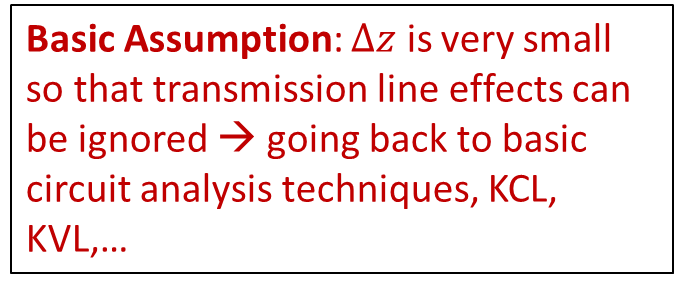 Basic Assumption: Δz is very small
so that transmission line effects can
be ignored → going back to basic
circuit analysis techniques, KCL,
KVL,...